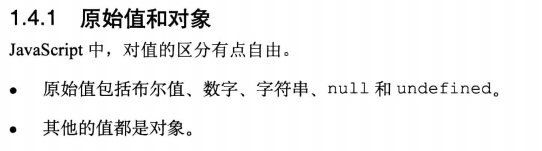 1.4.1 原始值和对象
JavaScript 中，对值的区分有点自由。
• 原始值包括布尔值、数字、字符串、null 和 undefined。
• 其他的值都是对象。